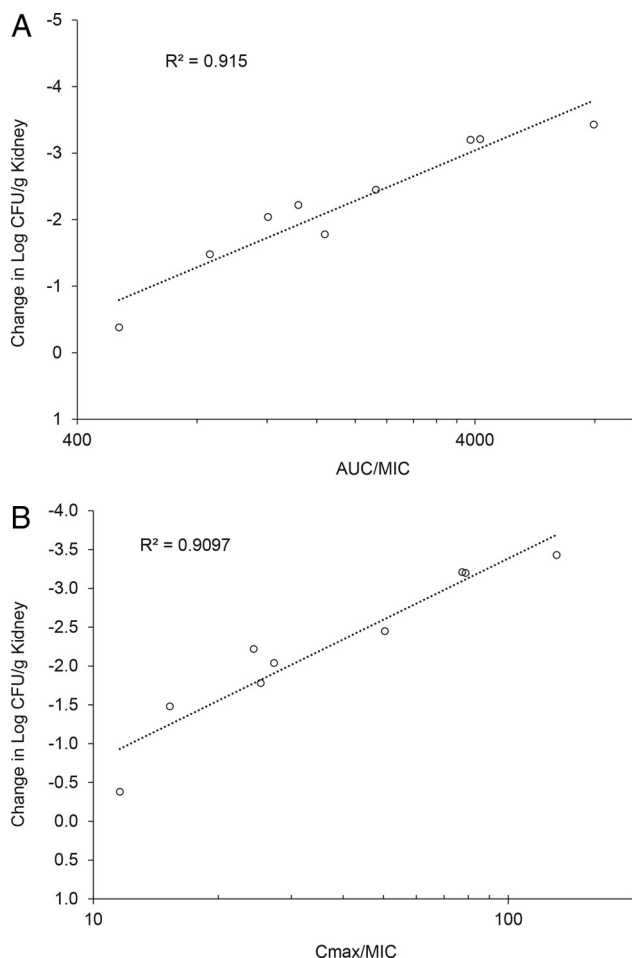 A
-5
R² = 0.915
-4
-3
-2
-1
0
1
Change in Log CFU/g Kidney
400
4000
AUC/MIC
B
-4.0
R² = 0.9097
-3.5
-3.0
-2.5
-2.0
-1.5
-1.0
-0.5
0.0
0.5
1.0
Change in Log CFU/g Kidney
10
100
Cmax/MIC